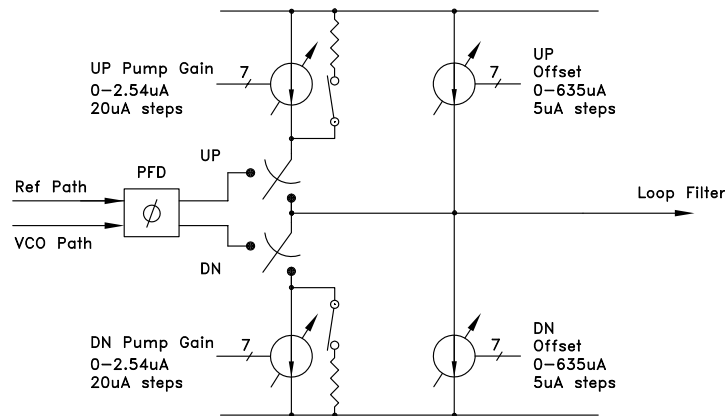 UP Pump Gain
0-2.54uA
20uA steps
7
7
UP
Offset
0-635uA
5uA steps
UP
PFD
Ref Path
VCO Path
ϕ
Loop Filter
DN
DN Pump Gain
0-2.54uA
20uA steps
7
7
DN
Offset
0-635uA
5uA steps